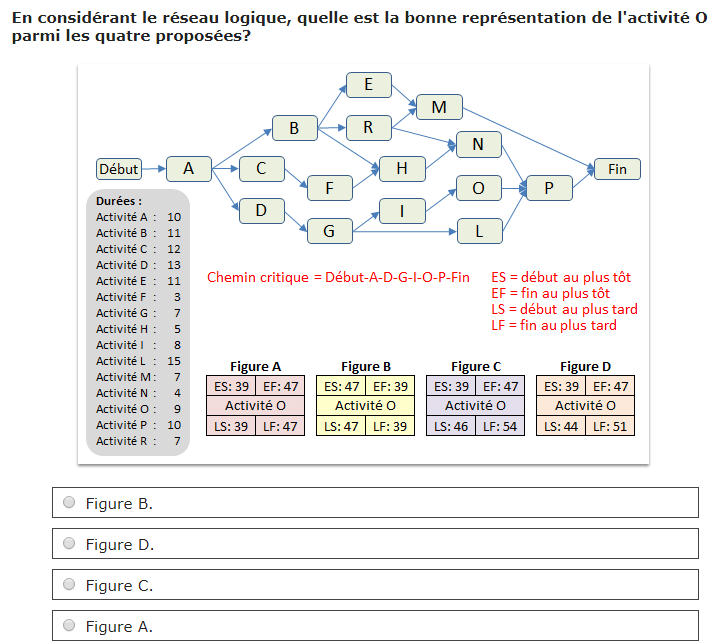 En considérant le réseau logique, quelle est la bonne représentation de l'activité O
parmi les quatre proposées?
E
M
B
R
N
Début
A
C
H
Fin
F
O
P
D
I
G
L
Durées :
Activité A : 10
Activité B : 11
Activité C : 12
Activité D : 13
Activité E : 11
Activité F : 3
Activité G : 7
Activité H : 5
Activité I : 8
Activité L : 15
Activité M : 7
Activité N : 4
Activité O : 9
Activité P : 10
Activité R : 7
Chemin critique = Début-A-D-G-I-O-P-Fin
ES = début au plus tôt
EF = fin au plus tôt
LS = début au plus tard
LF = fin au plus tard
Figure A
ES: 39 EF: 47
Activité O
LS: 39 LF: 47
Figure B
ES: 47 EF: 39
Activité O
LS: 47 LF: 39
Figure C
ES: 39 EF: 47
Activité O
LS: 46 LF: 54
Figure D
ES: 39 EF: 47
Activité O
LS: 44 LF: 51
Figure B.
Figure D.
Figure C.
Figure A.